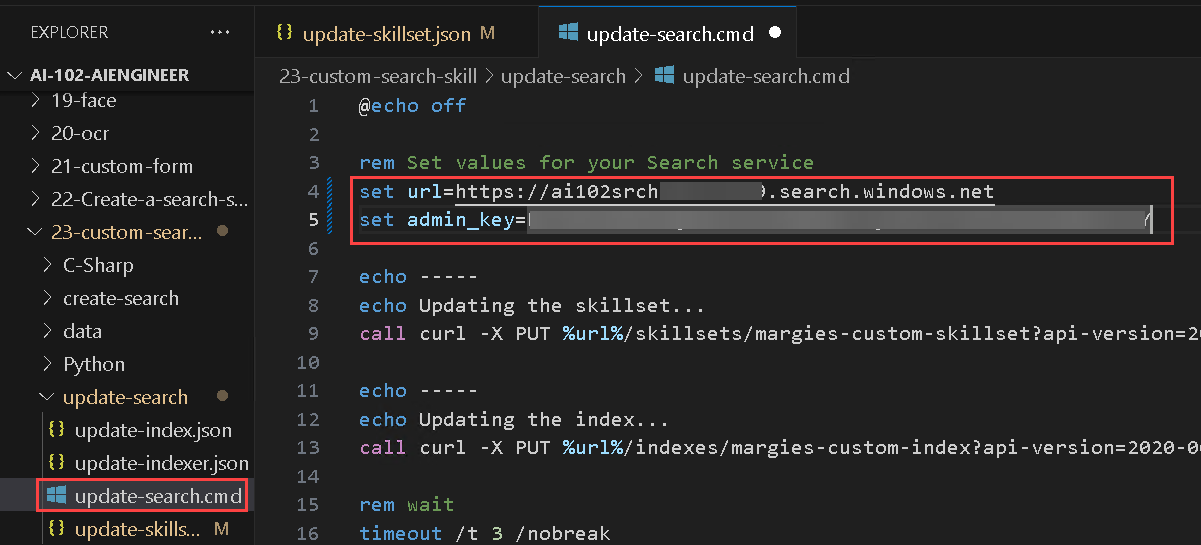 EXPLORER
AI-102-AIENGINEER
19-face
20-ocr
21-custom-form
22-Create-a-search-s...
23-custom-sear...
C-Sharp
create-search
data
Python
update-search
update-index.json
update-indexer.json
update-search.cmd
update-skills... M
update-skillset.json M
update-search.cmd
23-custom-search-skill > update-search > update-search.cmd
1 @echo off
2
3 rem Set values for your Search service
4 set url=https://ai102srch .search.windows.net
5 set admin_key=
6
7 echo -----
8 echo Updating the skillset...
9 call curl -X PUT %url%/skillsets/margies-custom-skillset?api-version=20
10
11 echo -----
12 echo Updating the index...
13 call curl -X PUT %url%/indexes/margies-custom-index?api-version=2020-0
14
15 rem wait
16 timeout /t 3 /nobreak